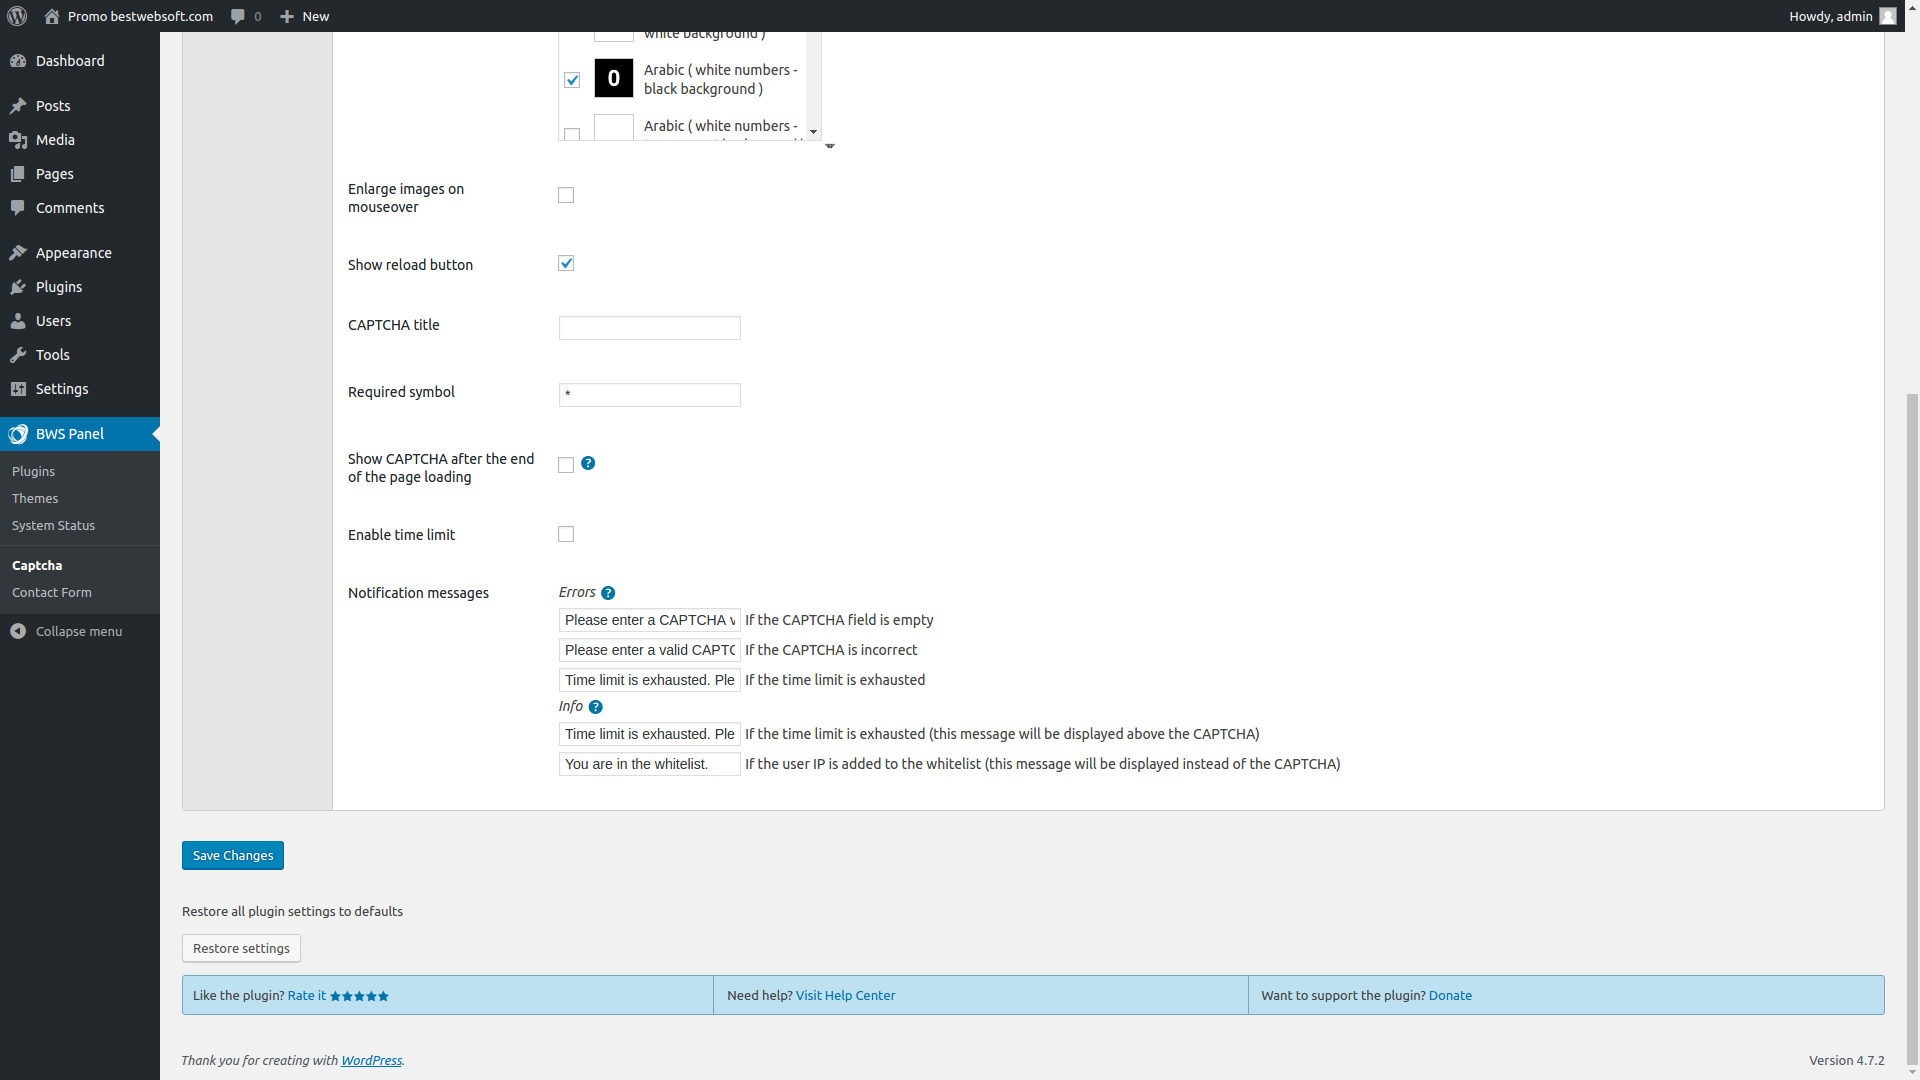 Promo bestwebsoft.com 0 New Howdy, admin
Dashboard
Posts
Media
Pages
Comments
Appearance
Plugins
Users
Tools
Settings
BWS Panel
Plugins
Themes
System Status
Captcha
Contact Form
Collapse menu
white background )
0 Arabic ( white numbers -
black background )
Arabic ( white numbers -
Enlarge images on
mouseover
Show reload button
CAPTCHA title
Required symbol *
Show CAPTCHA after the end
of the page loading ?
Enable time limit
Notification messages Errors ?
Please enter a CAPTCHA v If the CAPTCHA field is empty
Please enter a valid CAPTC If the CAPTCHA is incorrect
Time limit is exhausted. Ple If the time limit is exhausted
Info ?
Time limit is exhausted. Ple If the time limit is exhausted (this message will be displayed above the CAPTCHA)
You are in the whitelist. If the user IP is added to the whitelist (this message will be displayed instead of the CAPTCHA)
Save Changes
Restore all plugin settings to defaults
Restore settings
Like the plugin? Rate it ★★★★★ Need help? Visit Help Center Want to support the plugin? Donate
Thank you for creating with WordPress. Version 4.7.2